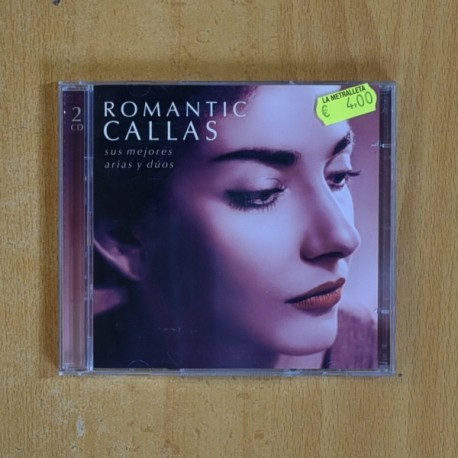 2
CD
ROMANTIC
CALLAS
sus mejores
arias y dúos
LA METRALLETA
€ 4,00